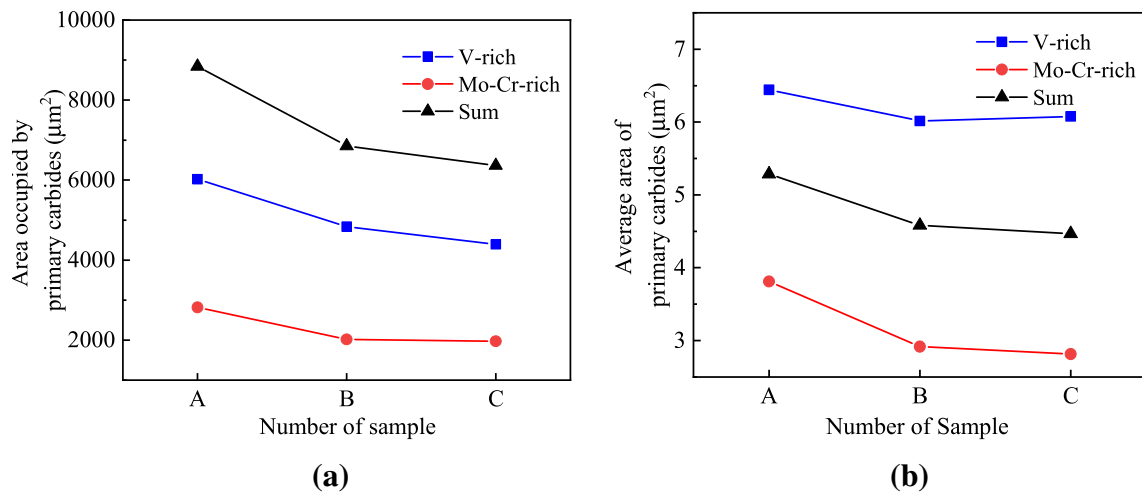 10000
8000
6000
4000
2000
Area occupied by
primary carbides (μm²)
V-rich
Mo-Cr-rich
Sum
A B C
Number of sample
(a)
7
6
5
4
3
Average area of
primary carbides (μm²)
V-rich
Mo-Cr-rich
Sum
A B C
Number of Sample
(b)